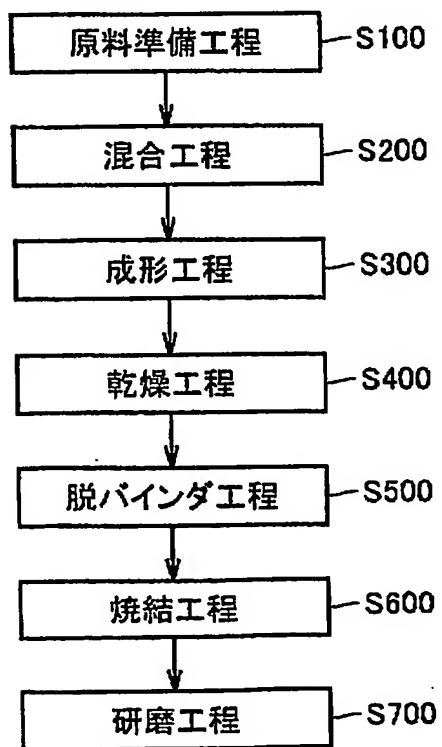 原料準備工程 S100
混合工程 S200
成形工程 S300
乾燥工程 S400
脱バインダ工程 S500
焼結工程 S600
研磨工程 S700